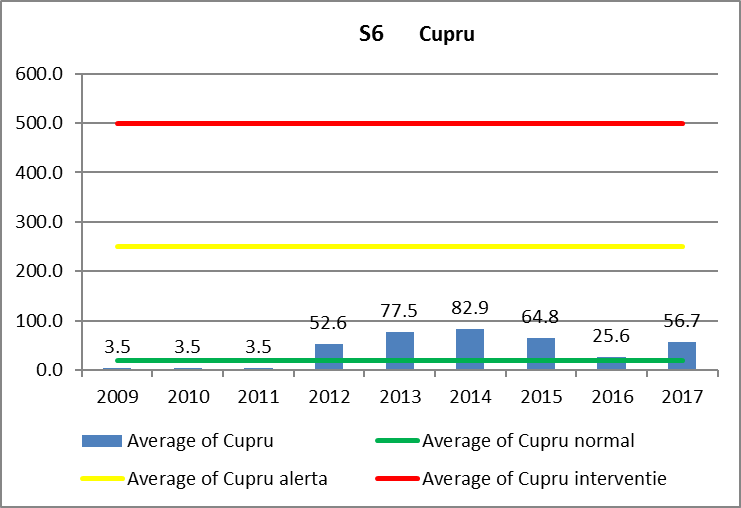 S6 Cupru
600.0
500.0
400.0
300.0
200.0
100.0
0.0
3.5 3.5 3.5 52.6 77.5 82.9 64.8 25.6 56.7
2009 2010 2011 2012 2013 2014 2015 2016 2017
Average of Cupru Average of Cupru normal
Average of Cupru alerta Average of Cupru interventie